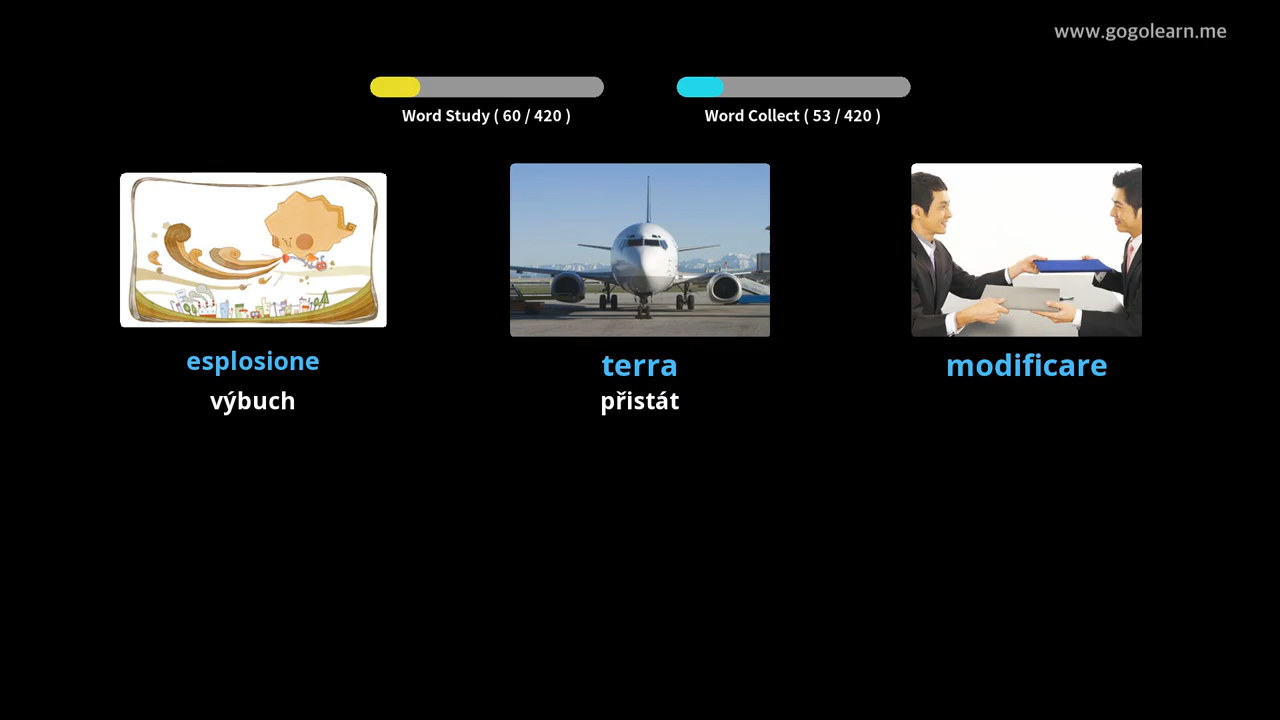 www.gogolearn.me
Word Study ( 60 / 420 )
Word Collect ( 53 / 420 )
esplosione
výbuch
terra
přistát
modificare